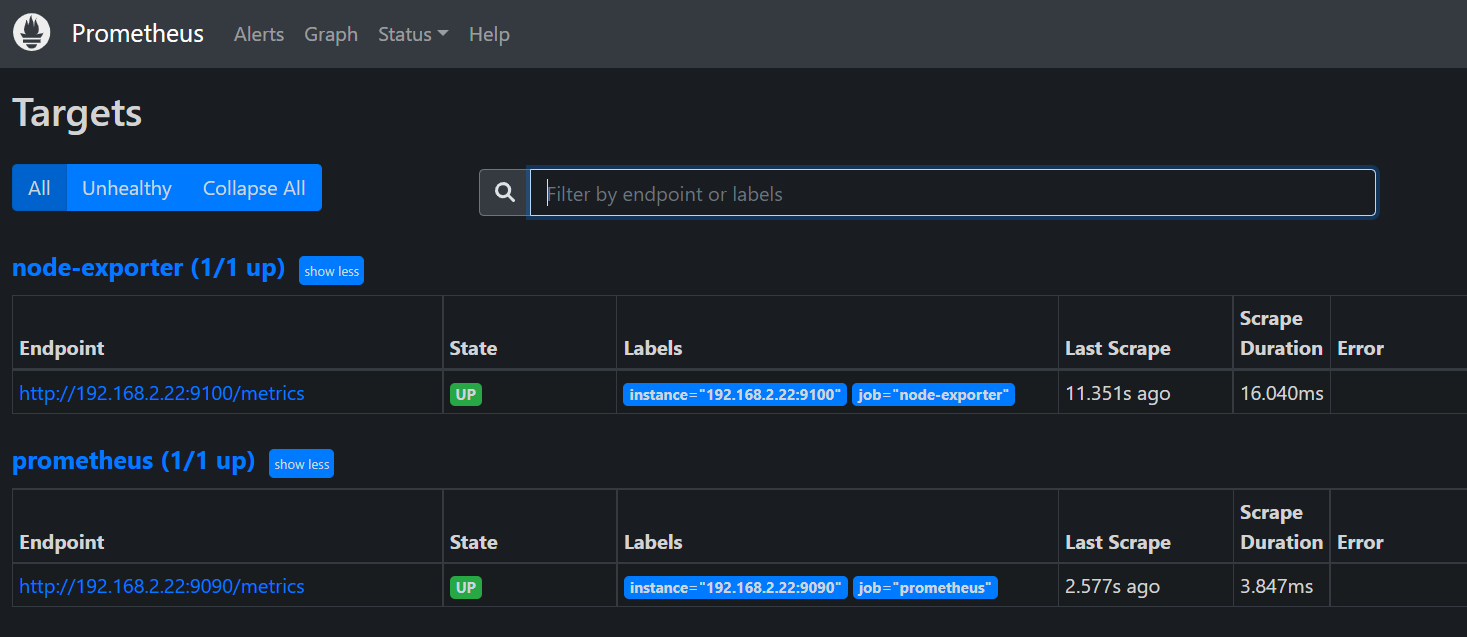 Prometheus Alerts Graph Status Help
Targets
All Unhealthy Collapse All
Filter by endpoint or labels
node-exporter (1/1 up) show less
Endpoint State Labels Last Scrape Scrape Duration Error
http://192.168.2.22:9100/metrics UP instance="192.168.2.22:9100" job="node-exporter" 11.351s ago 16.040ms
prometheus (1/1 up) show less
Endpoint State Labels Last Scrape Scrape Duration Error
http://192.168.2.22:9090/metrics UP instance="192.168.2.22:9090" job="prometheus" 2.577s ago 3.847ms